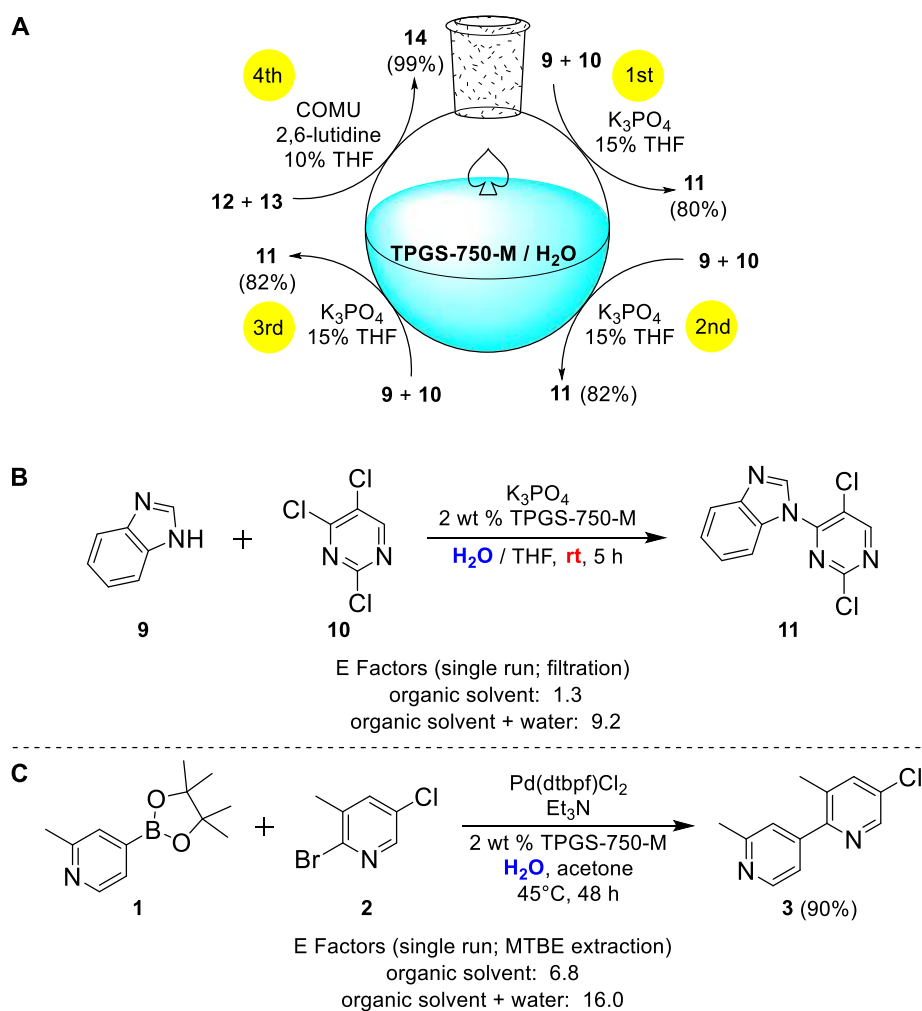 A
4th
14
(99%)
COMU
2,6-lutidine
10% THF
12 + 13
9 + 10
1st
K3PO4
15% THF
11
(80%)
TPGS-750-M / H2O
11
(82%)
3rd
K3PO4
15% THF
9 + 10
9 + 10
K3PO4
15% THF
2nd
11 (82%)
B
N
NH
9
+
Cl
Cl
N
N
Cl
10
K3PO4
2 wt % TPGS-750-M
H2O / THF, rt, 5 h
N
N
Cl
N
N
Cl
11
E Factors (single run; filtration)
organic solvent: 1.3
organic solvent + water: 9.2
C
O
B
O
N
1
+
Cl
Br
N
2
Pd(dtbpf)Cl2
Et3N
2 wt % TPGS-750-M
H2O, acetone
45°C, 48 h
Cl
N
N
3 (90%)
E Factors (single run; MTBE extraction)
organic solvent: 6.8
organic solvent + water: 16.0